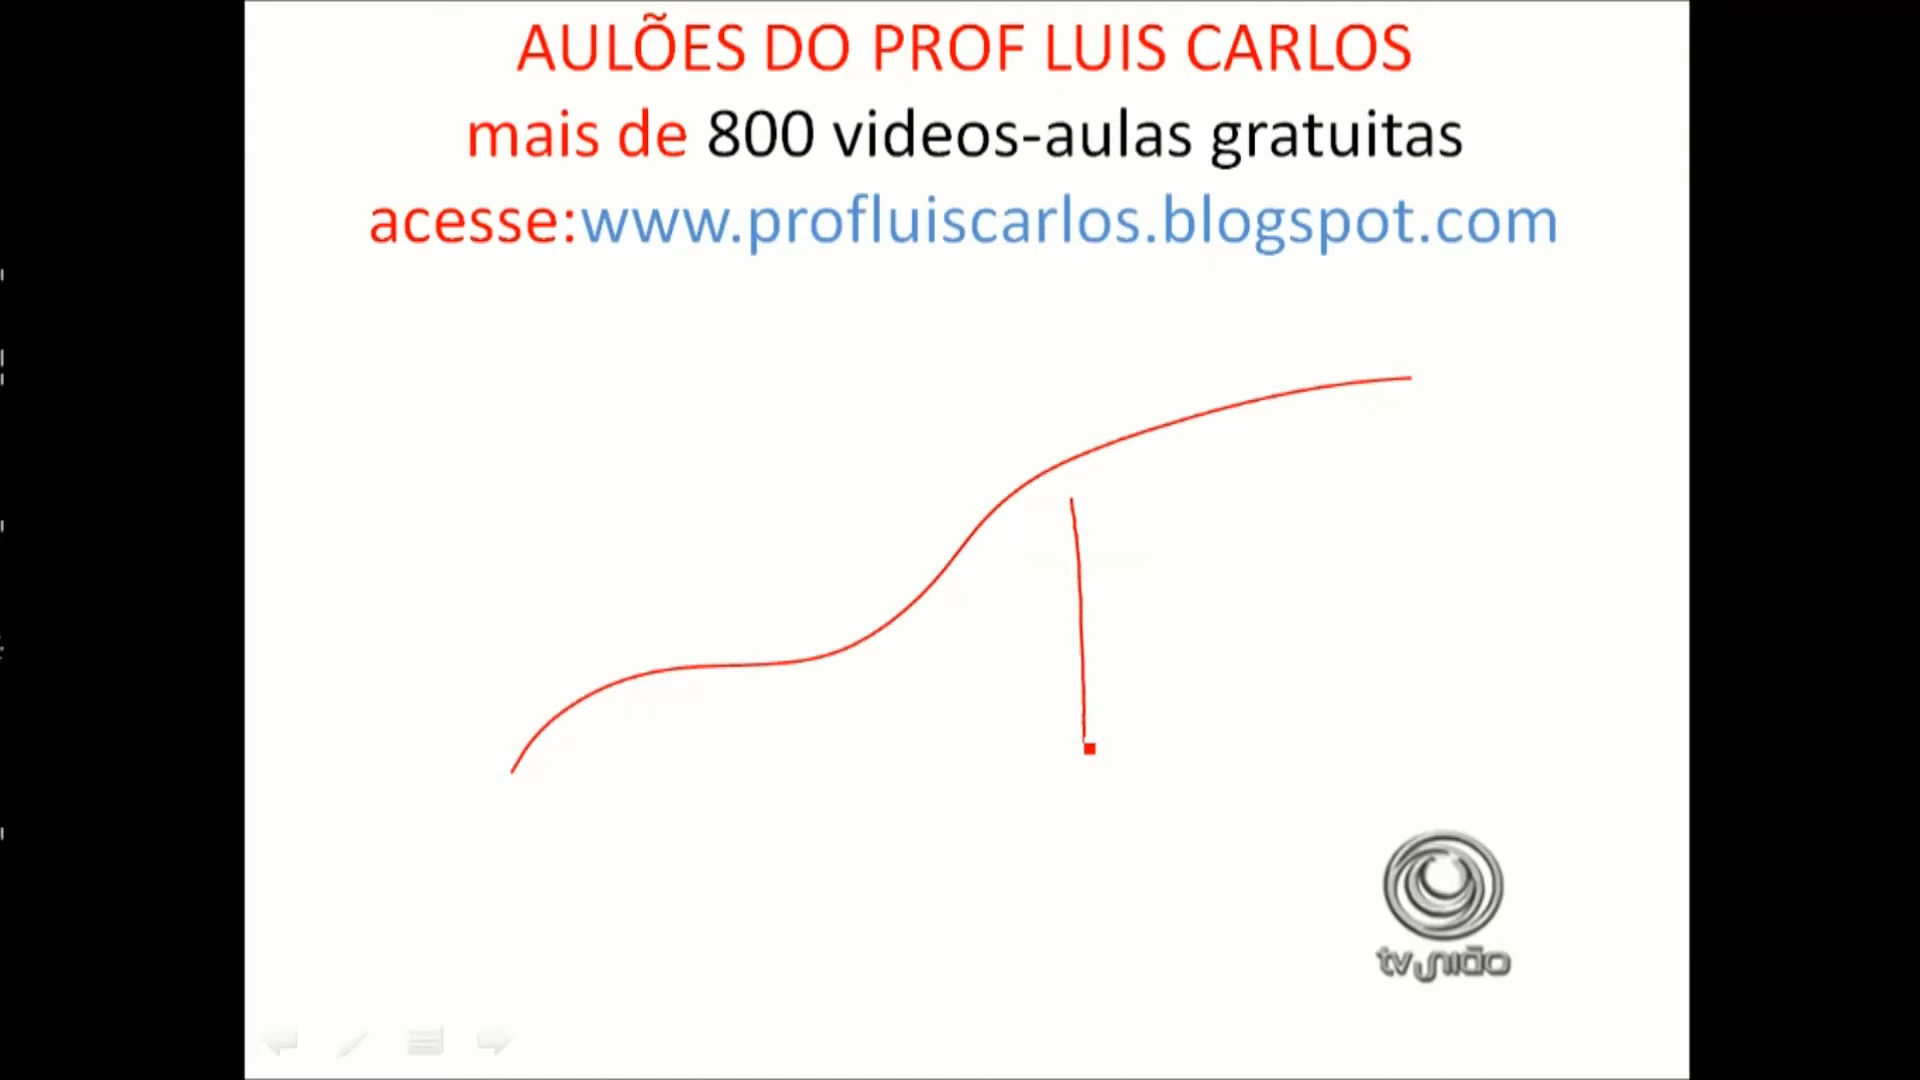 AULÕES DO PROF LUIS CARLOS
mais de 800 videos-aulas gratuitas
acesse:www.profluiscarlos.blogspot.com
tv união